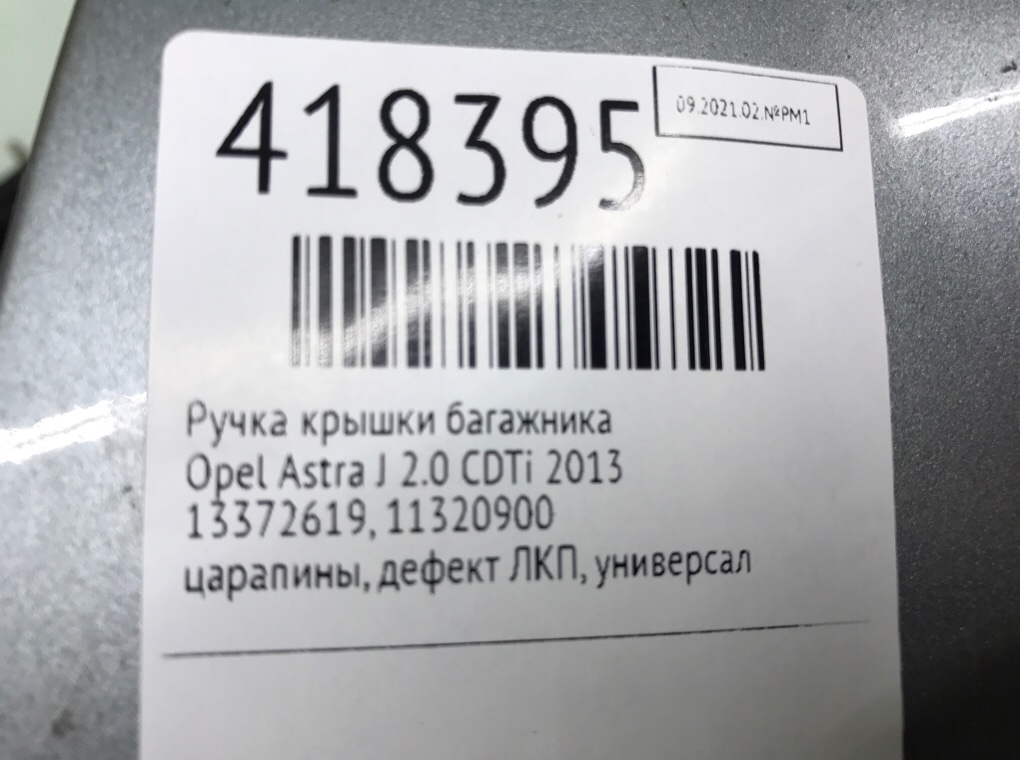 418395
09.2021.02.№РМ1
Ручка крышки багажника
Opel Astra J 2.0 CDTi 2013
13372619, 11320900
царапины, дефект ЛКП, универсал